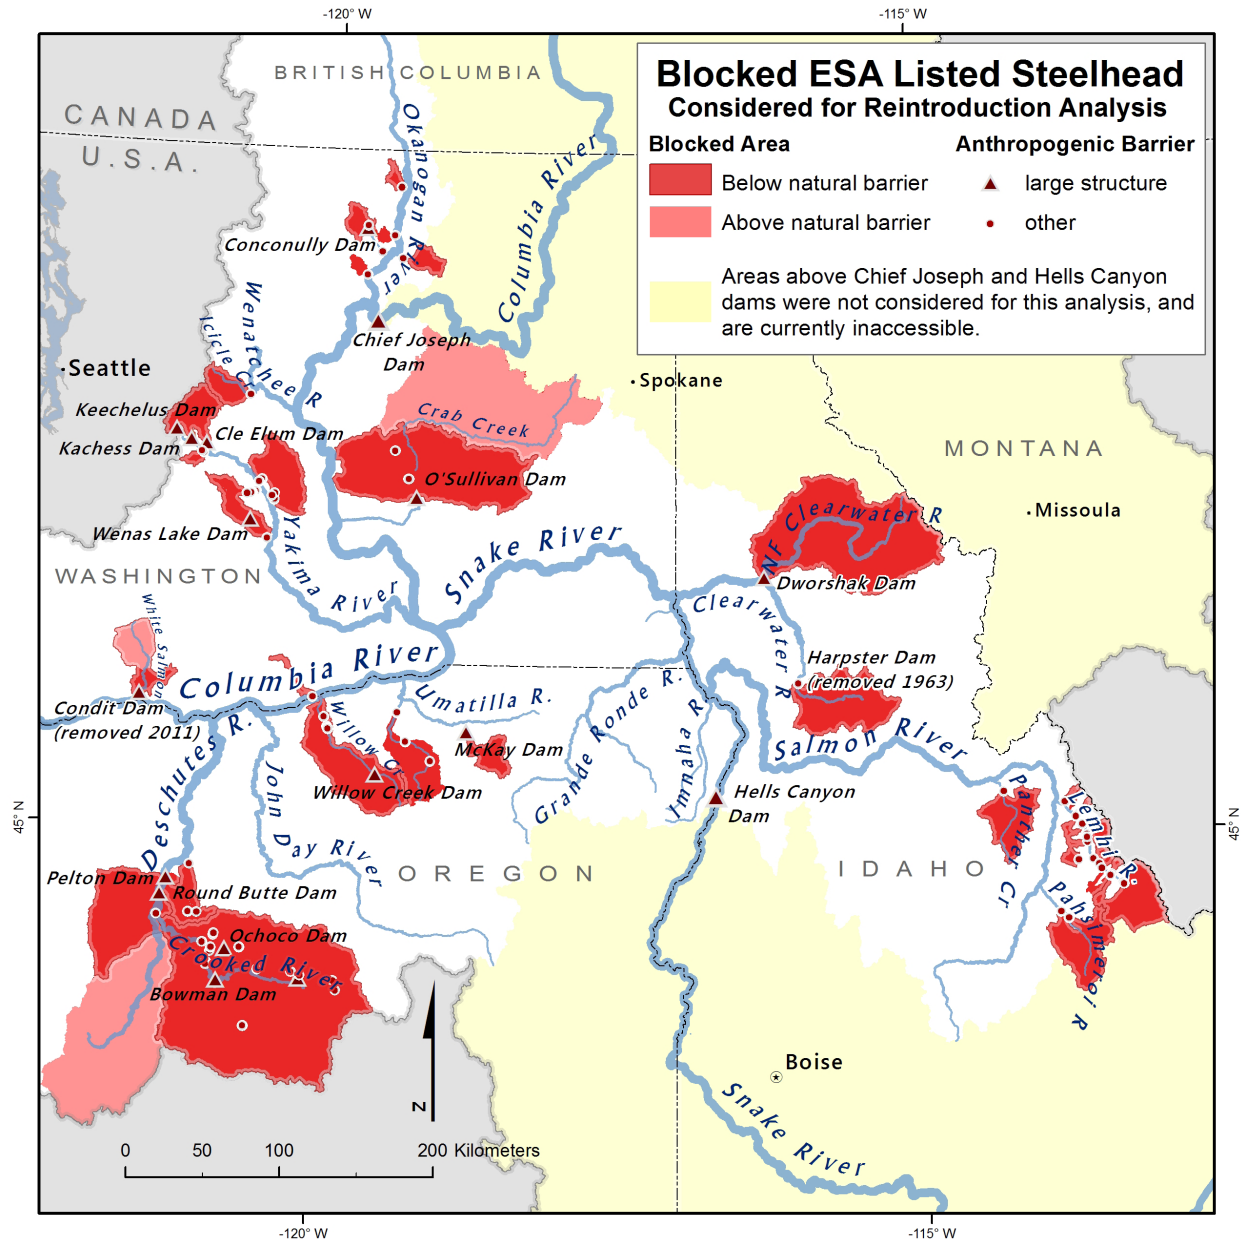 -120° W
-115° W
BRITISH COLUMBIA
CANADA
U.S.A.
Blocked ESA Listed Steelhead
Considered for Reintroduction Analysis
Blocked Area
Anthropogenic Barrier
Below natural barrier
large structure
Above natural barrier
other
Areas above Chief Joseph and Hells Canyon
dams were not considered for this analysis, and
are currently inaccessible.
Okanogan River
Columbia River
Conconully Dam
Wenatchee R
Icicle Cr
Chief Joseph
Dam
Seattle
Spokane
Keechelus Dam
Crab Creek
Kachess Dam
Cle Elum Dam
MONTANA
O'Sullivan Dam
Missoula
NF Clearwater R
Wenas Lake Dam
Snake River
Yakima River
WASHINGTON
Dworshak Dam
Clearwater R
White Salmon
Harpster Dam
(removed 1963)
Columbia River
Condit Dam
(removed 2011)
Umatilla R.
Grande Ronde R.
Imnaha R
Salmon River
Willow Cr
McKay Dam
Deschutes R.
John Day River
Willow Creek Dam
Hells Canyon
Dam
Panther Cr
Lemhi R.
45° N
45° N
OREGON
IDAHO
Pelton Dam
Round Butte Dam
Pahsimeroi R
Ochoco Dam
Crooked River
Bowman Dam
Boise
N
Snake River
0
50
100
200 Kilometers
-120° W
-115° W